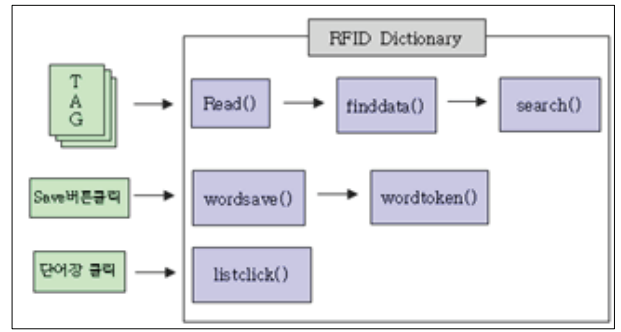 RFID Dictionary
T
A
G
Read()
finddata()
search()
Save버튼클릭
wordsave()
wordtoken()
단어장 클릭
listclick()